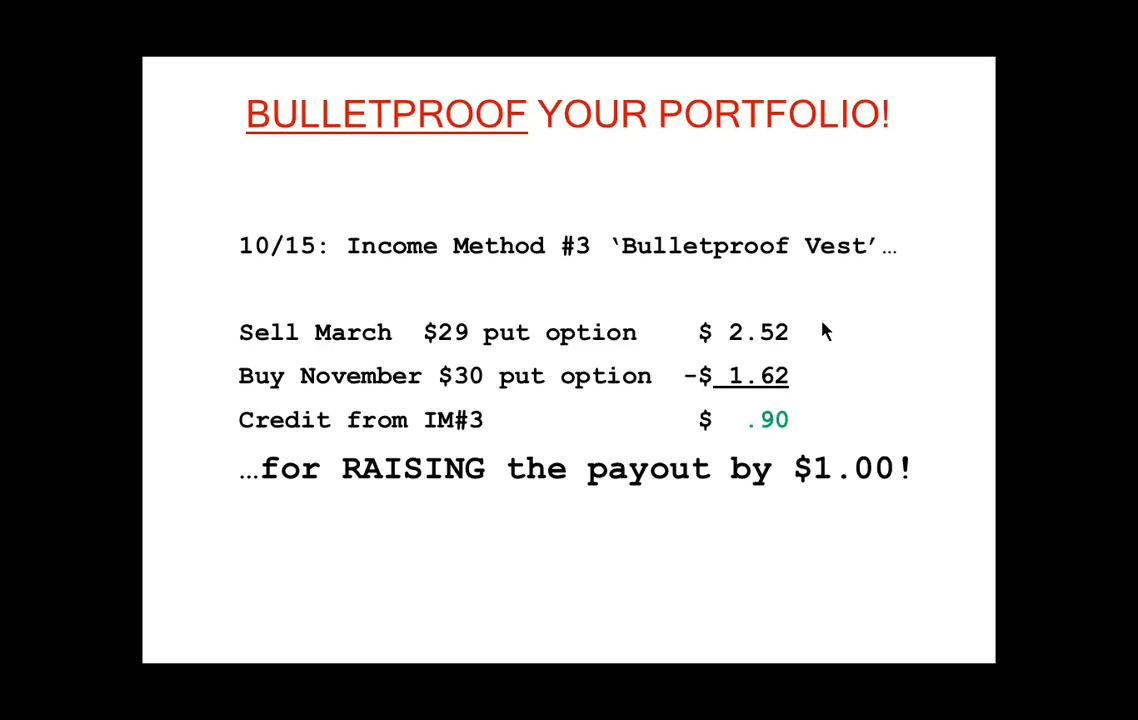 BULLETPROOF YOUR PORTFOLIO!
10/15: Income Method #3 ‘Bulletproof Vest’…
Sell March $29 put option $ 2.52
Buy November $30 put option -$ 1.62
Credit from IM#3 $ .90
…for RAISING the payout by $1.00!